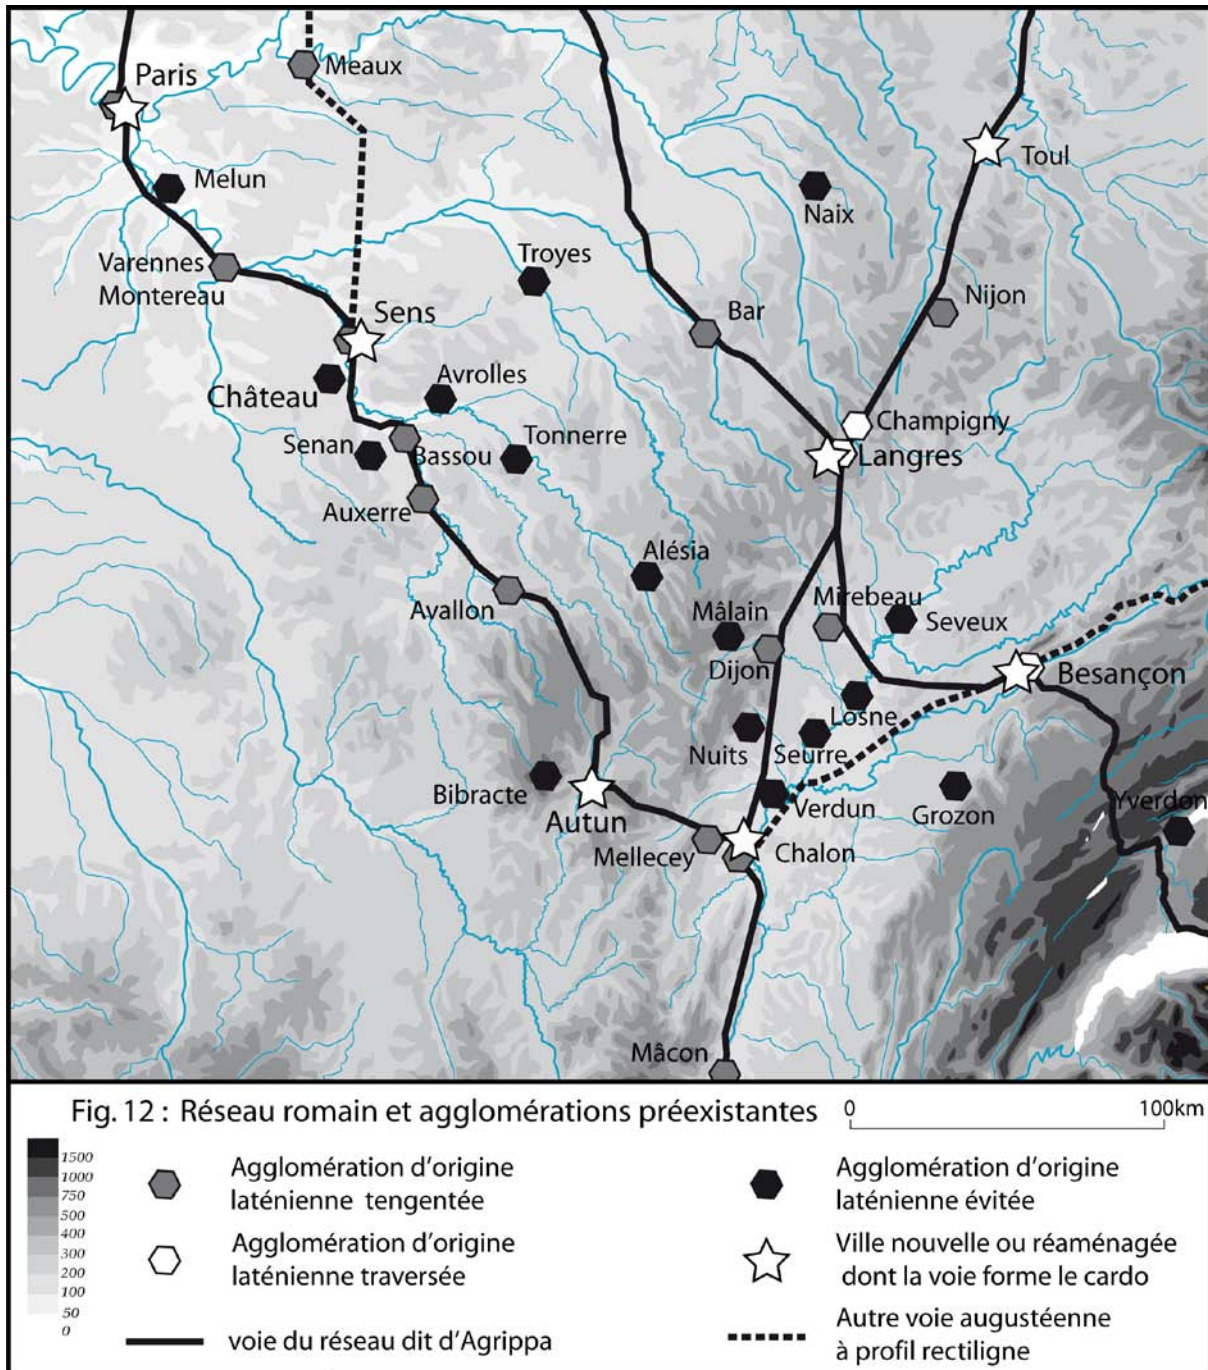 Paris
Meaux
Melun
Toul
Naix
Varennes
Montereau
Troyes
Bar
Nijon
Sens
Château
Avrolles
Champigny
Senan
Bassou
Tonnerre
Langres
Auxerre
Alésia
Avallon
Mâlain
Mirebeau
Seveux
Dijon
Besançon
Losne
Nuits
Seurre
Bibracte
Verdun
Grozon
Yverdon
Autun
Mellecey
Chalon
Mâcon
Fig. 12 : Réseau romain et agglomérations préexistantes
0 100km
1500
1000
750
500
400
300
200
100
50
0
Agglomération d'origine
laténienne tengentée
Agglomération d'origine
laténienne traversée
voie du réseau dit d'Agrippa
Agglomération d'origine
laténienne évitée
Ville nouvelle ou réaménagée
dont la voie forme le cardo
Autre voie augustéenne
à profil rectiligne